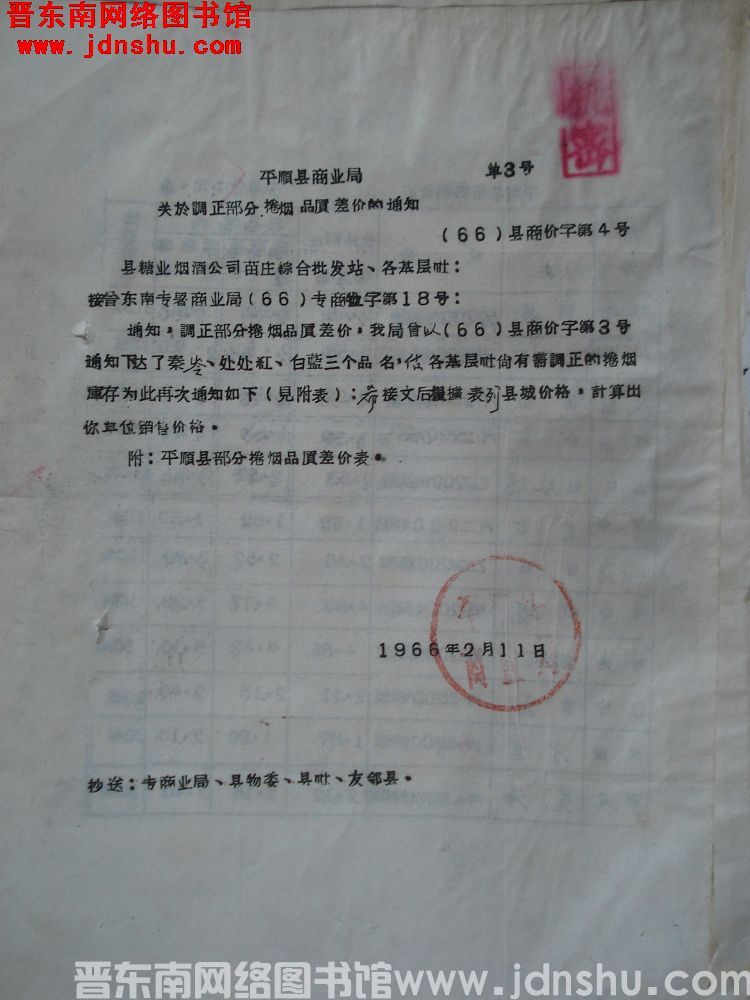 晋东南网络图书馆
www.jdnshu.com
机密
单3号
平順县商业局
关於調正部分捲烟品質差价的通知
(66)县商价字第4号
县糖业烟酒公司苗庄綜合批发站、各基层社:
接晋东南专署商业局(66)专商物字第18号:
通知,調正部分捲烟品質差价,我局曾以(66)县商价字第3号
通知下达了秦岺、处处紅、白藍三个品名,估各基层社尙有需調正的捲烟
庫存为此再次通知如下(見附表):希接文后根據表列县城价格,計算出
你单位銷售价格。
附:平順县部分捲烟品質差价表。
1966年2月11日
抄送:专商业局、县物委、县社、友邻县。
晋东南网络图书馆www.jdnshu.com